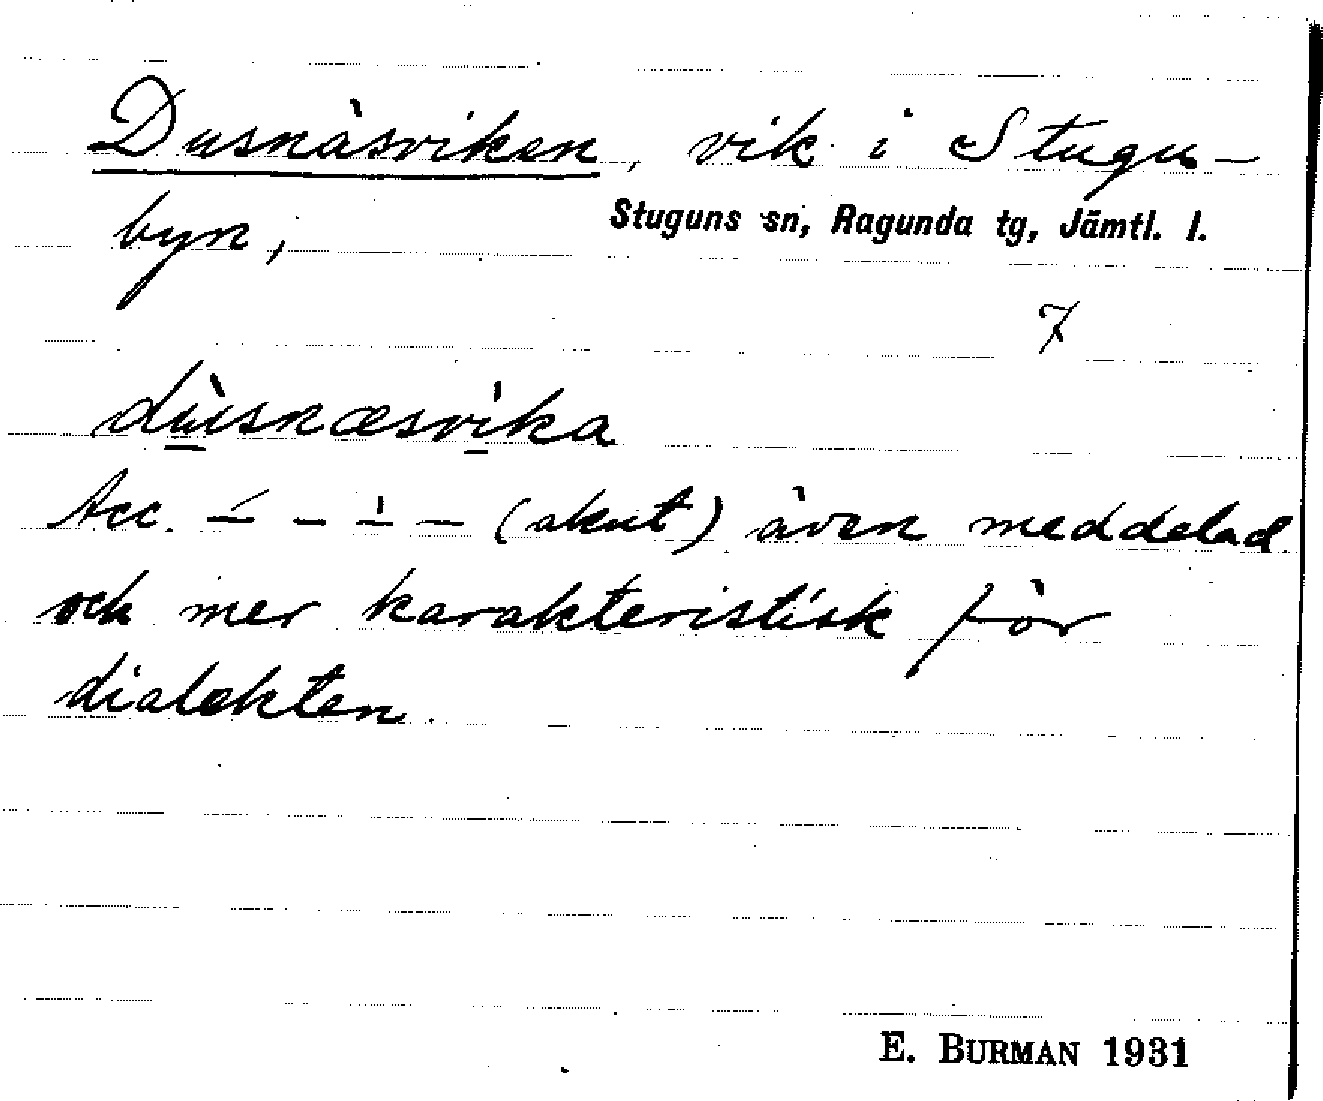 Dusnäsviken, vik i Stugu-
byn,
Stuguns sn, Ragunda tg, Jämtl. l.
7
dùsnæsvika
Acc. – – – – (akut) även meddelad
och mer karakteristisk för
dialekten.
E. BURMAN 1931